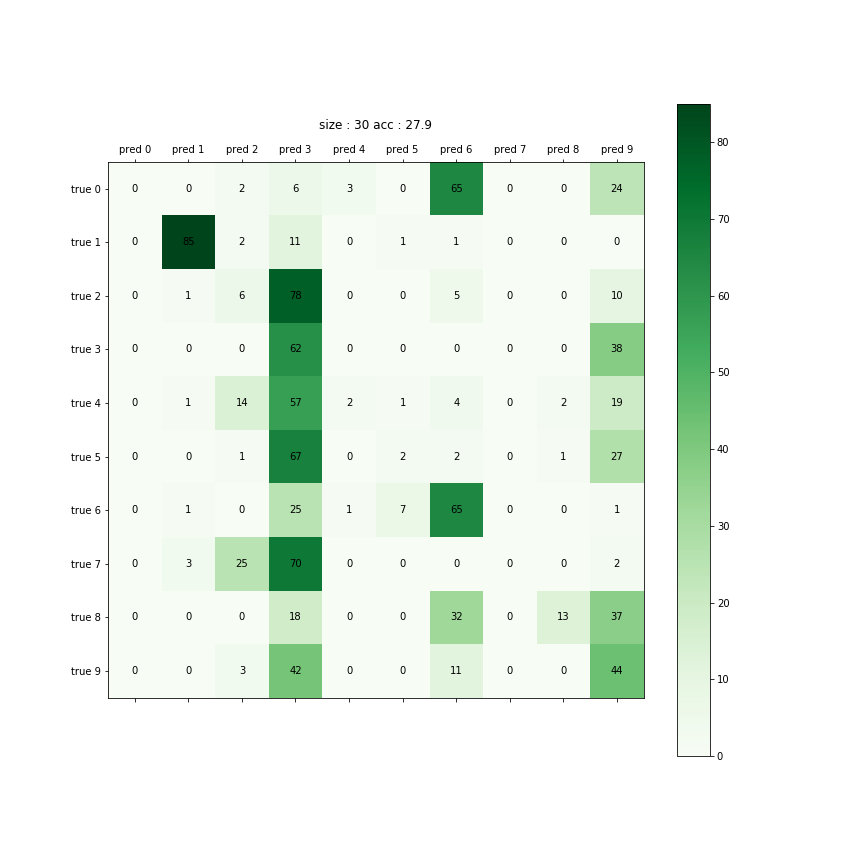 size : 30 acc : 27.9
pred 0 pred 1 pred 2 pred 3 pred 4 pred 5 pred 6 pred 7 pred 8 pred 9
true 0 0 0 2 6 3 0 65 0 0 24
true 1 0 85 2 11 0 1 1 0 0 0
true 2 0 1 6 78 0 0 5 0 0 10
true 3 0 0 0 62 0 0 0 0 0 38
true 4 0 1 14 57 2 1 4 0 2 19
true 5 0 0 1 67 0 2 2 0 1 27
true 6 0 1 0 25 1 7 65 0 0 1
true 7 0 3 25 70 0 0 0 0 0 2
true 8 0 0 0 18 0 0 32 0 13 37
true 9 0 0 3 42 0 0 11 0 0 44
80
70
60
50
40
30
20
10
0